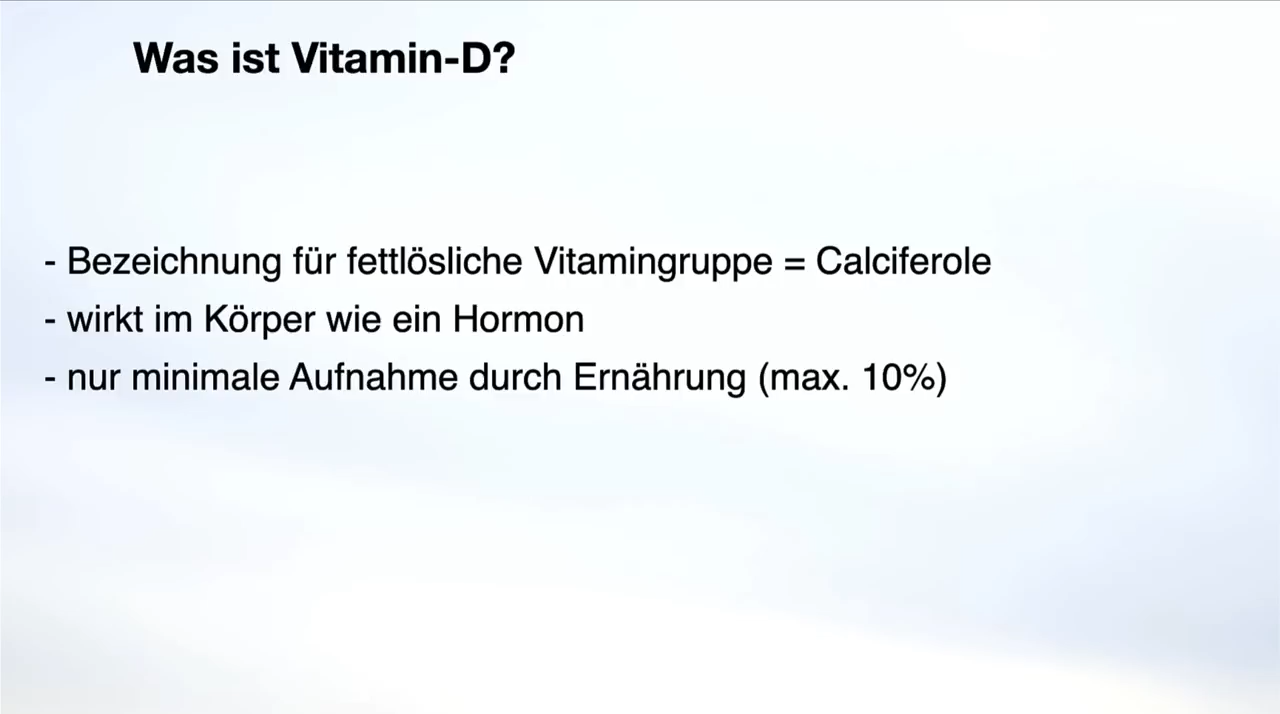 Was ist Vitamin-D?
- Bezeichnung für fettlösliche Vitamingruppe = Calciferole
- wirkt im Körper wie ein Hormon
- nur minimale Aufnahme durch Ernährung (max. 10%)